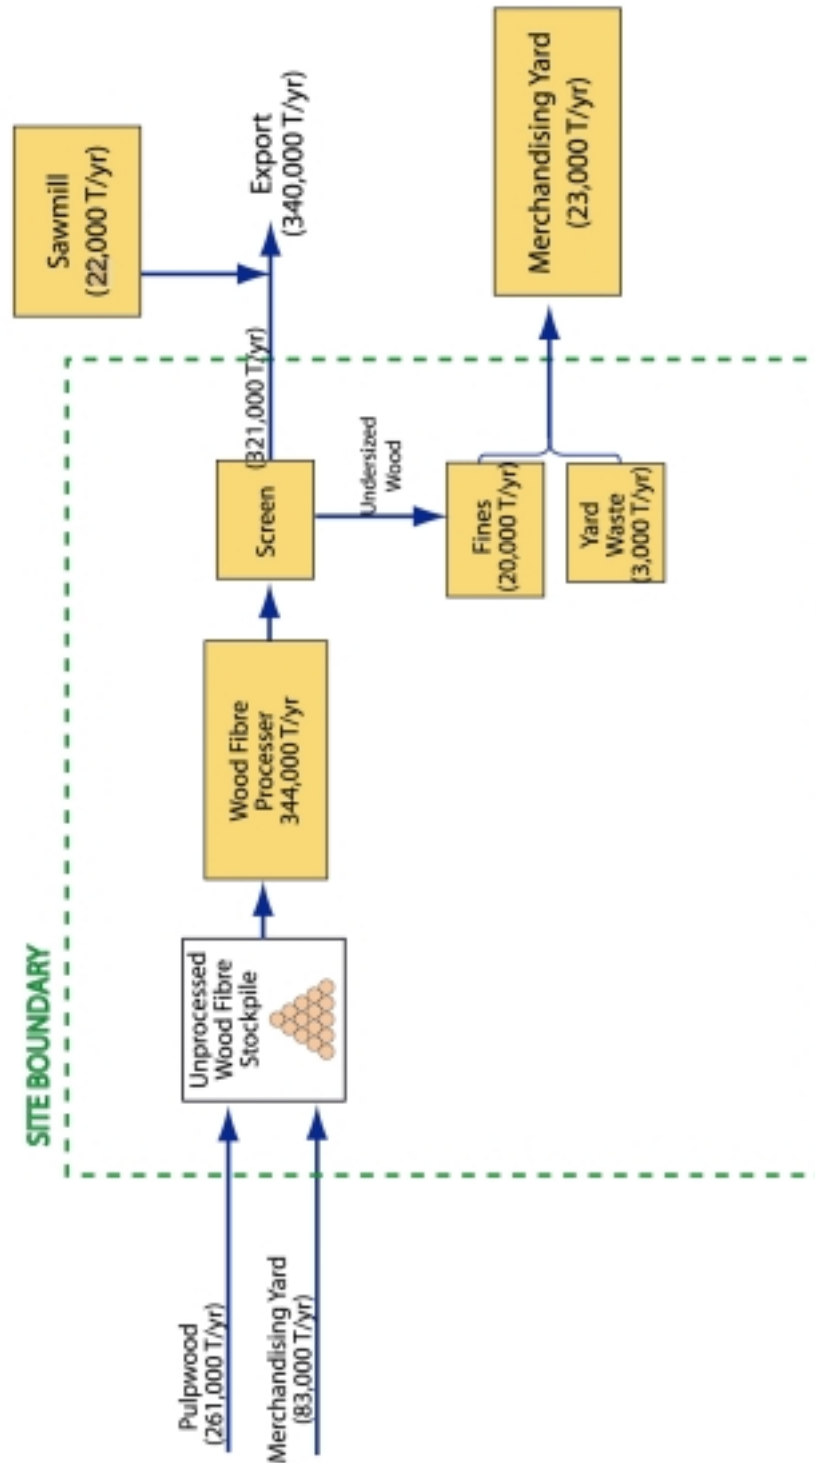 SITE BOUNDARY
Pulpwood
(261,000 T/yr)
Merchandising Yard
(83,000 T/yr)
Unprocessed
Wood Fibre
Stockpile
Wood Fibre
Processer
344,000 T/yr
Screen
(321,000 T/yr)
Sawmill
(22,000 T/yr)
Export
(340,000 T/yr)
Undersized
Wood
Fines
(20,000 T/yr)
Yard
Waste
(3,000 T/yr)
Merchandising Yard
(23,000 T/yr)